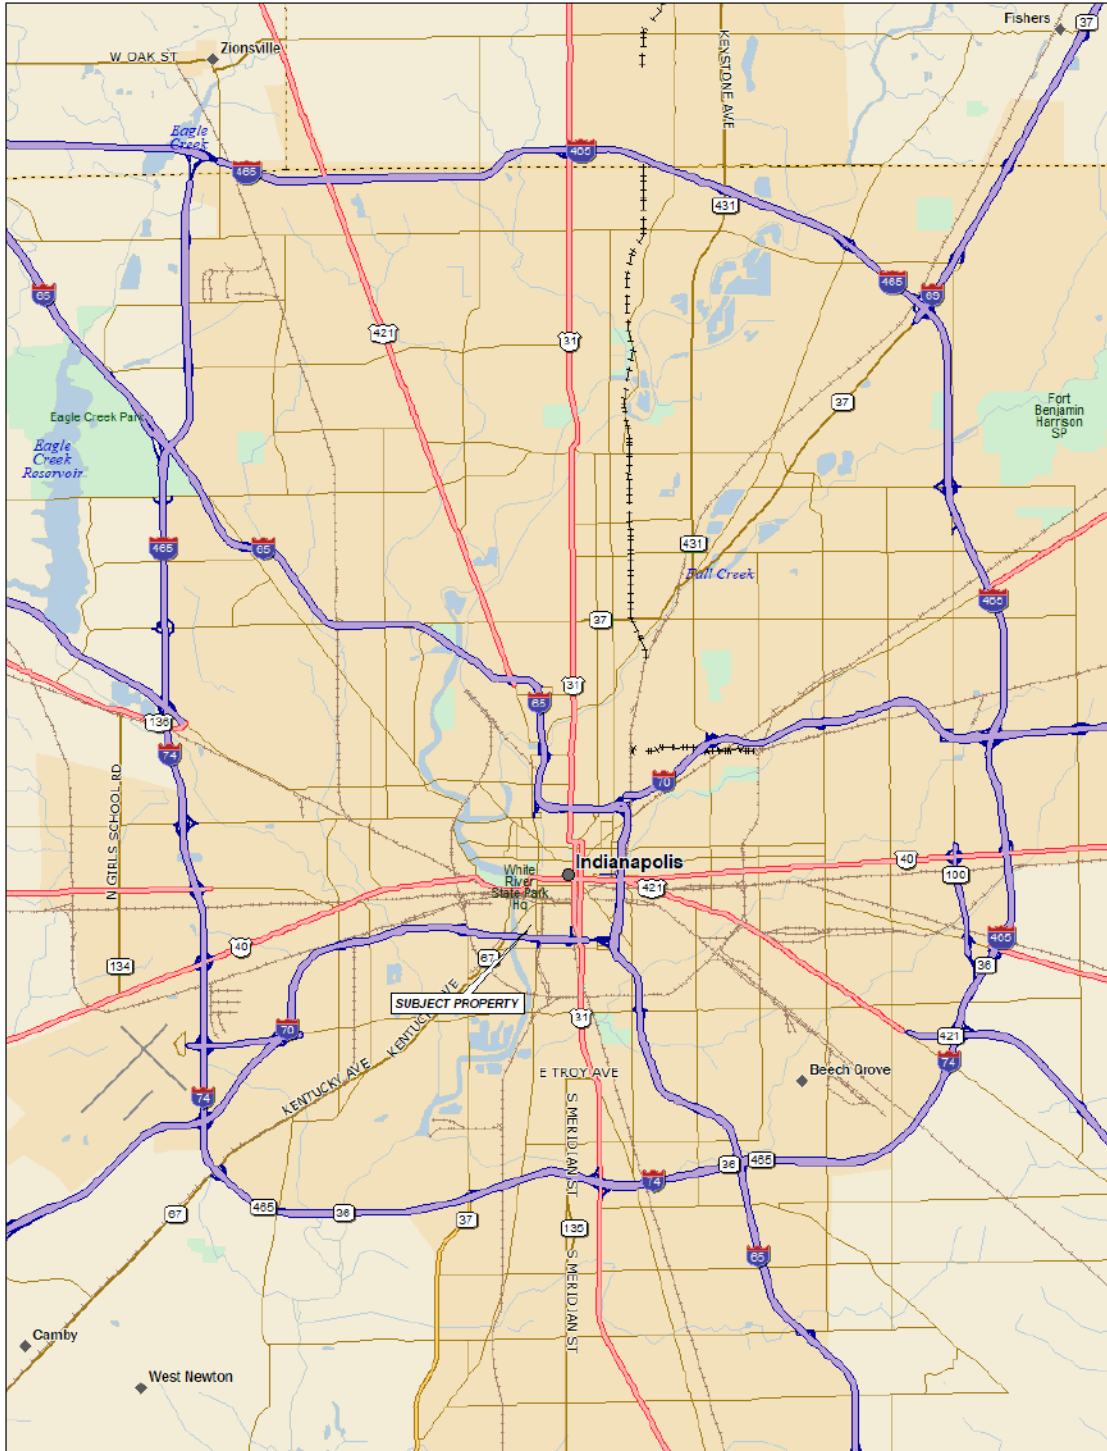 Fishers
37
Zionsville
W OAK ST
KEYSTONE AVE
Eagle
Creek
465
465
431
65
465
69
421
31
37
Fort
Benjamin
Harrison
SP
Eagle Creek Park
Eagle
Creek
Reservoir
465
65
431
Fall Creek
465
37
31
65
136
74
70
N GIRLS SCHOOL RD
Indianapolis
40
White
River
State Park
Hq
421
100
40
465
134
67
36
SUBJECT PROPERTY
KENTUCKY AVE
31
70
421
74
E TROY AVE
Beech Grove
KENTUCKY AVE
74
S MERIDIAN ST
36
465
74
465
36
67
37
135
65
S MERIDIAN ST
Camby
West Newton